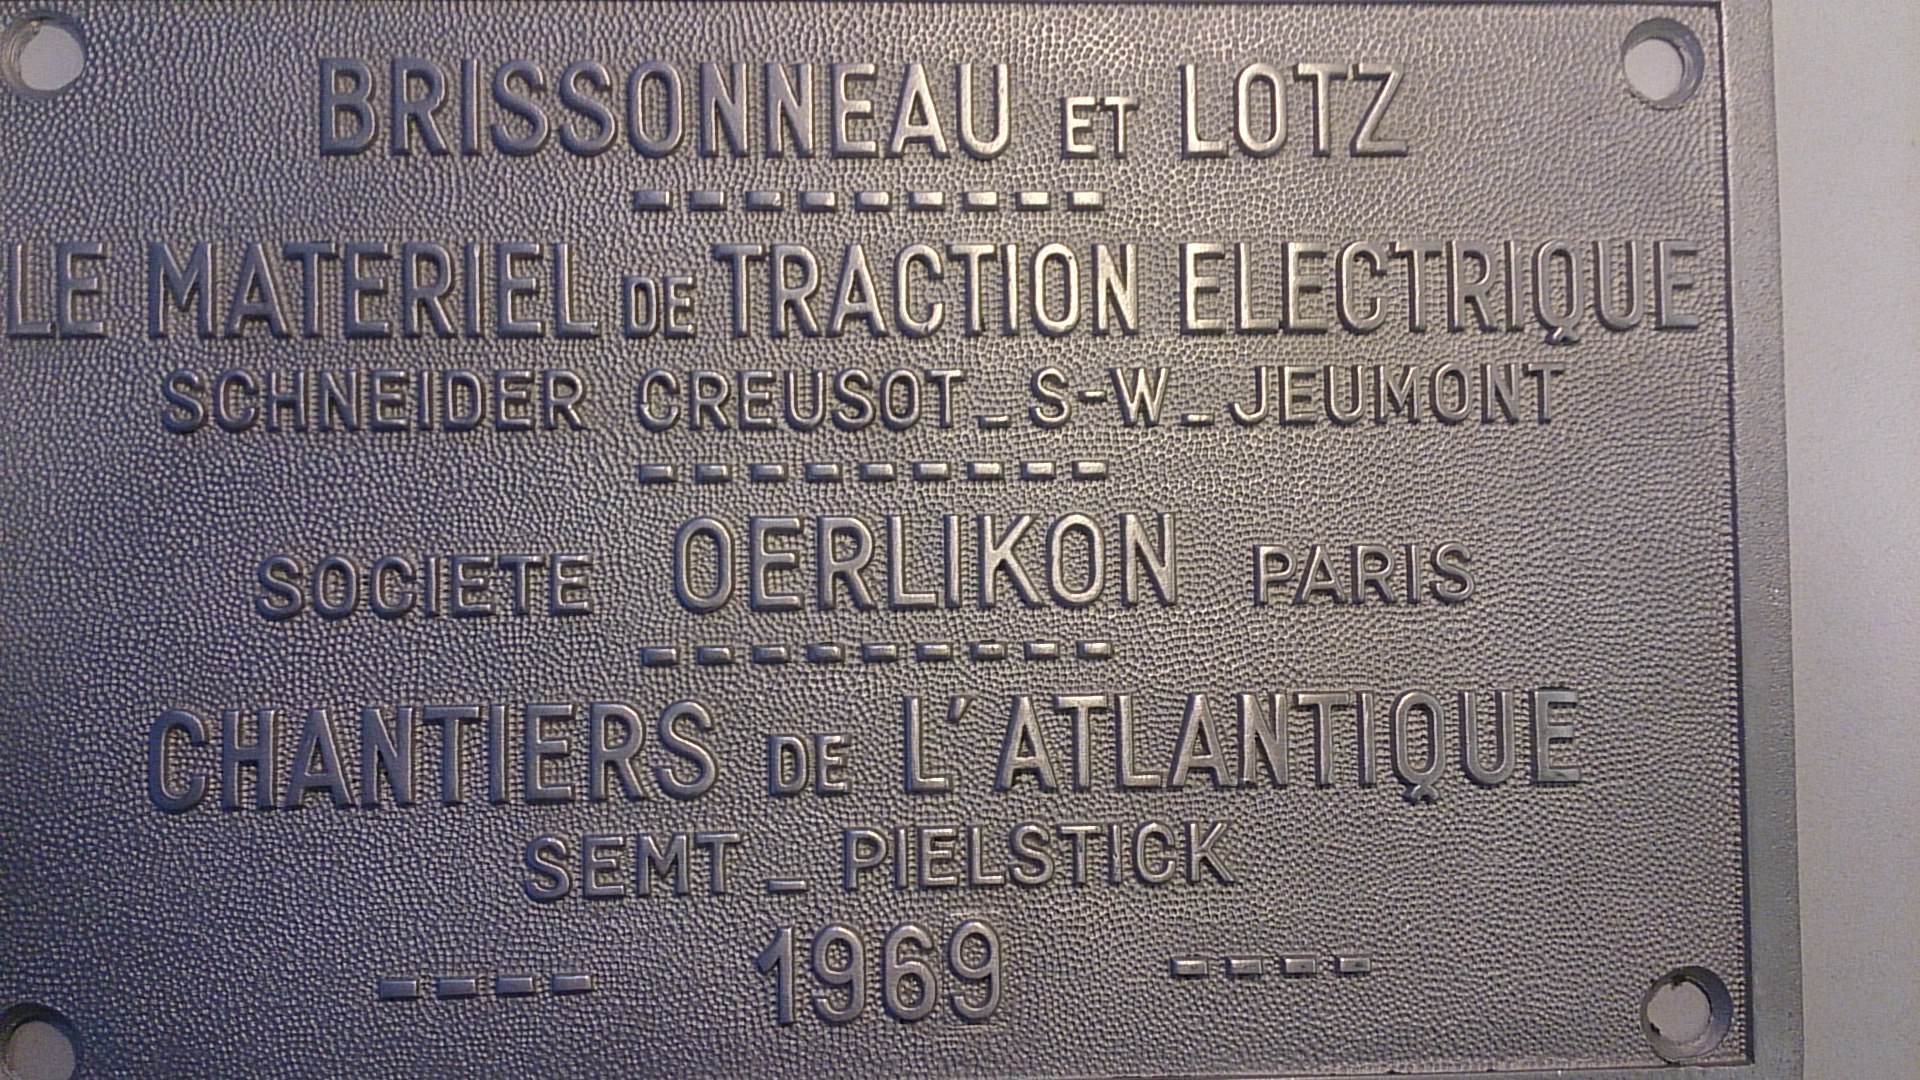 BRISSONNEAU ET LOTZ
LE MATERIEL DE TRACTION ELECTRIQUE
SCHNEIDER CREUSOT_S-W_JEUMONT
SOCIETE OERLIKON PARIS
CHANTIERS DE L'ATLANTIQUE
SEMT_PIELSTICK
---- 1969 ----